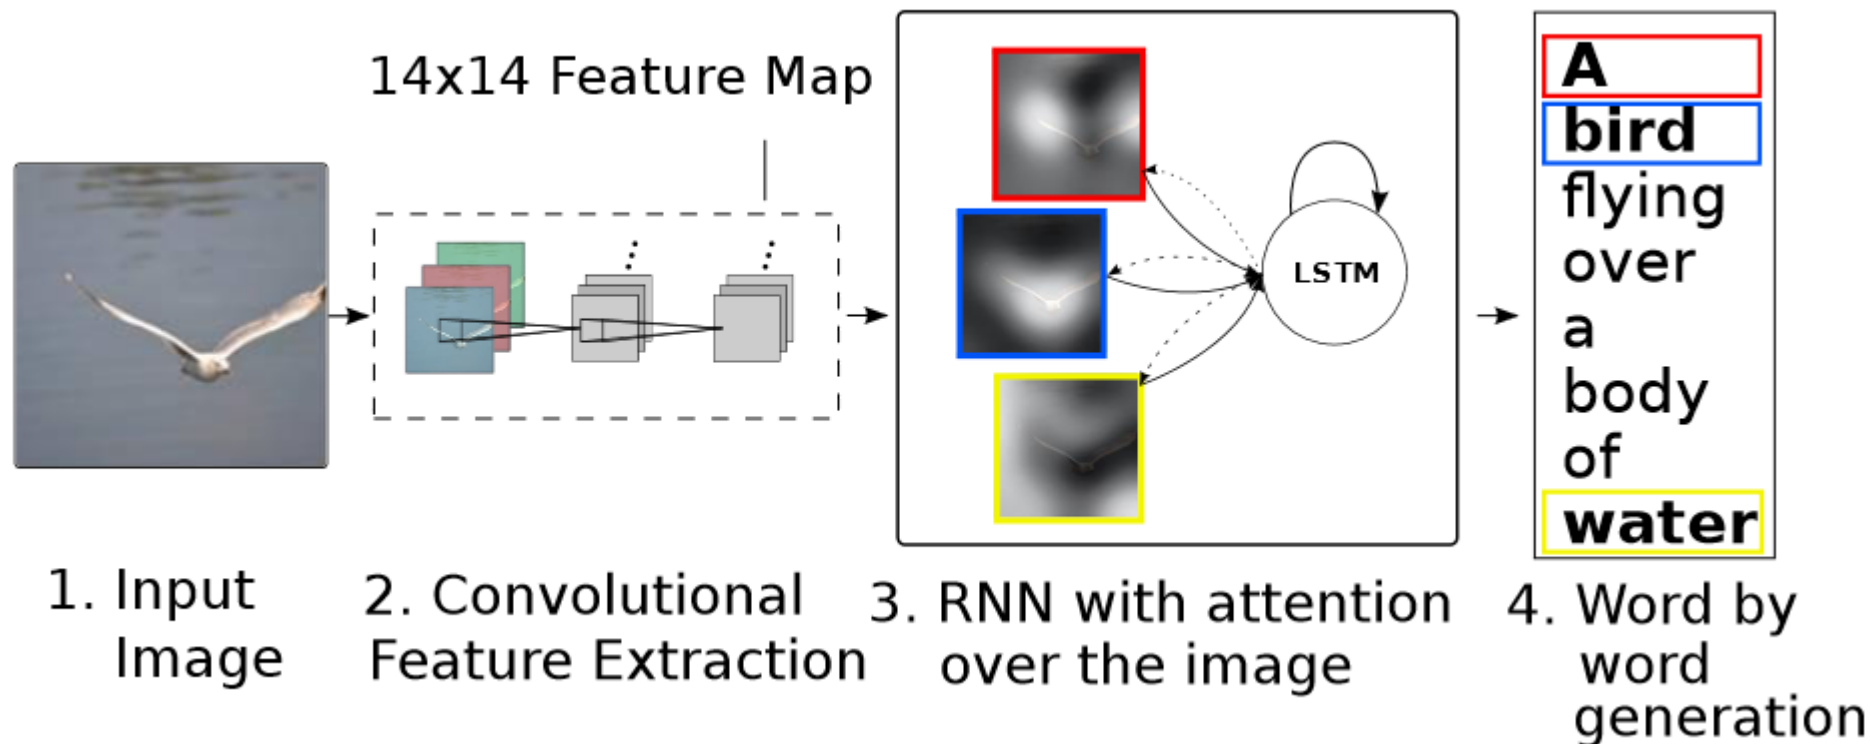 14x14 Feature Map
LSTM
A
bird
flying
over
a
body
of
water
1. Input
Image
2. Convolutional
Feature Extraction
3. RNN with attention
over the image
4. Word by
word
generation